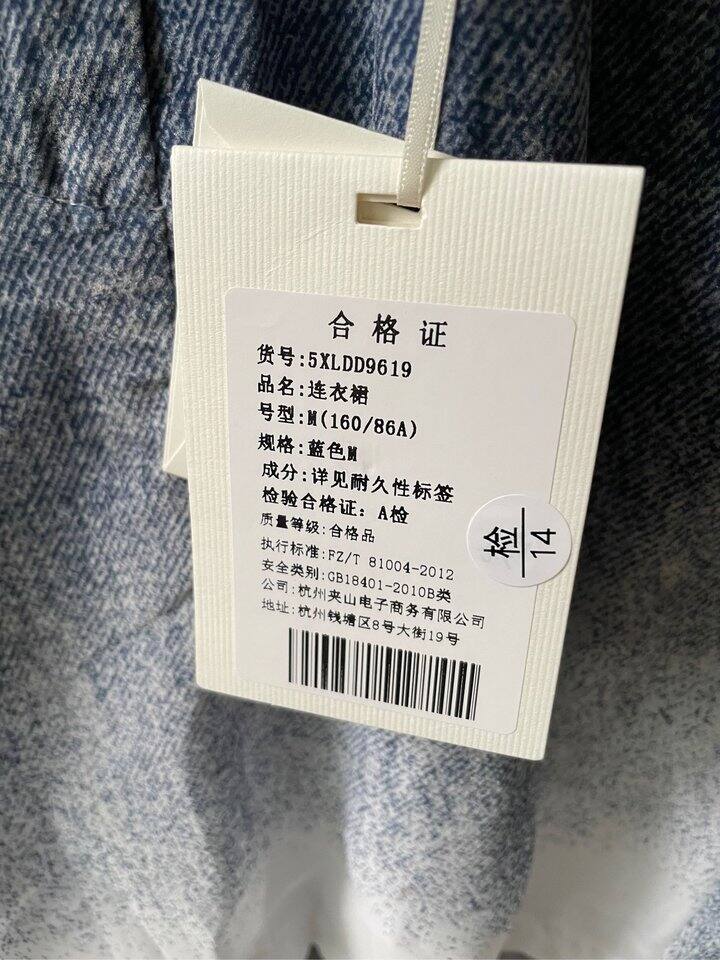 合格证
货号:5XLDD9619
品名:连衣裙
号型:M(160/86A)
规格:蓝色M
成分:详见耐久性标签
检验合格证: A检
质量等级:合格品
执行标准:FZ/T 81004-2012
安全类别:GB18401-2010B类
公司:杭州夹山电子商务有限公司
地址:杭州钱塘区8号大街19号
检
14